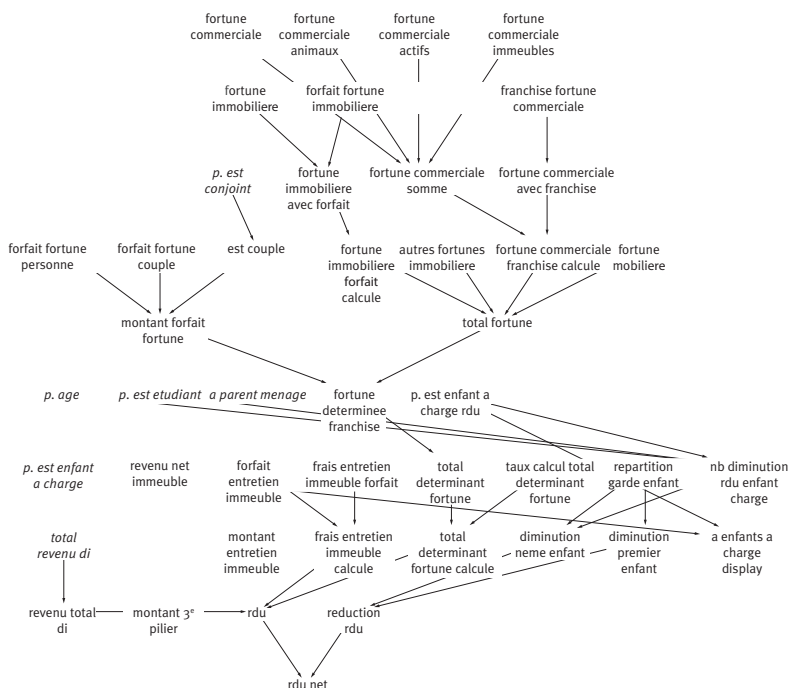 fortune
commerciale
fortune
commerciale
animaux
fortune
commerciale
actifs
fortune
commerciale
immeubles
fortune
immobiliere
forfait fortune
immobiliere
franchise fortune
commerciale
p. est
conjoint
fortune
immobiliere
avec forfait
fortune commerciale
somme
fortune commerciale
avec franchise
forfait fortune
personne
forfait fortune
couple
est couple
fortune
immobiliere
forfait
calcule
autres fortunes
immobiliere
fortune commerciale
franchise calcule
fortune
mobiliere
montant forfait
fortune
total fortune
p. age
p. est etudiant
a parent menage
fortune
determinee
franchise
p. est enfant a
charge rdu
p. est enfant
a charge
revenu net
immeuble
forfait
entretien
immeuble
frais entretien
immeuble forfait
total
determinant
fortune
taux calcul total
determinant
fortune
repartition
garde enfant
nb diminution
rdu enfant
charge
total
revenu di
montant
entretien
immeuble
frais entretien
immeuble
calcule
total
determinant
fortune calcule
diminution
neme enfant
diminution
premier
enfant
a enfants a
charge
display
revenu total
di
montant 3ᵉ
pilier
rdu
reduction
rdu
rdu net